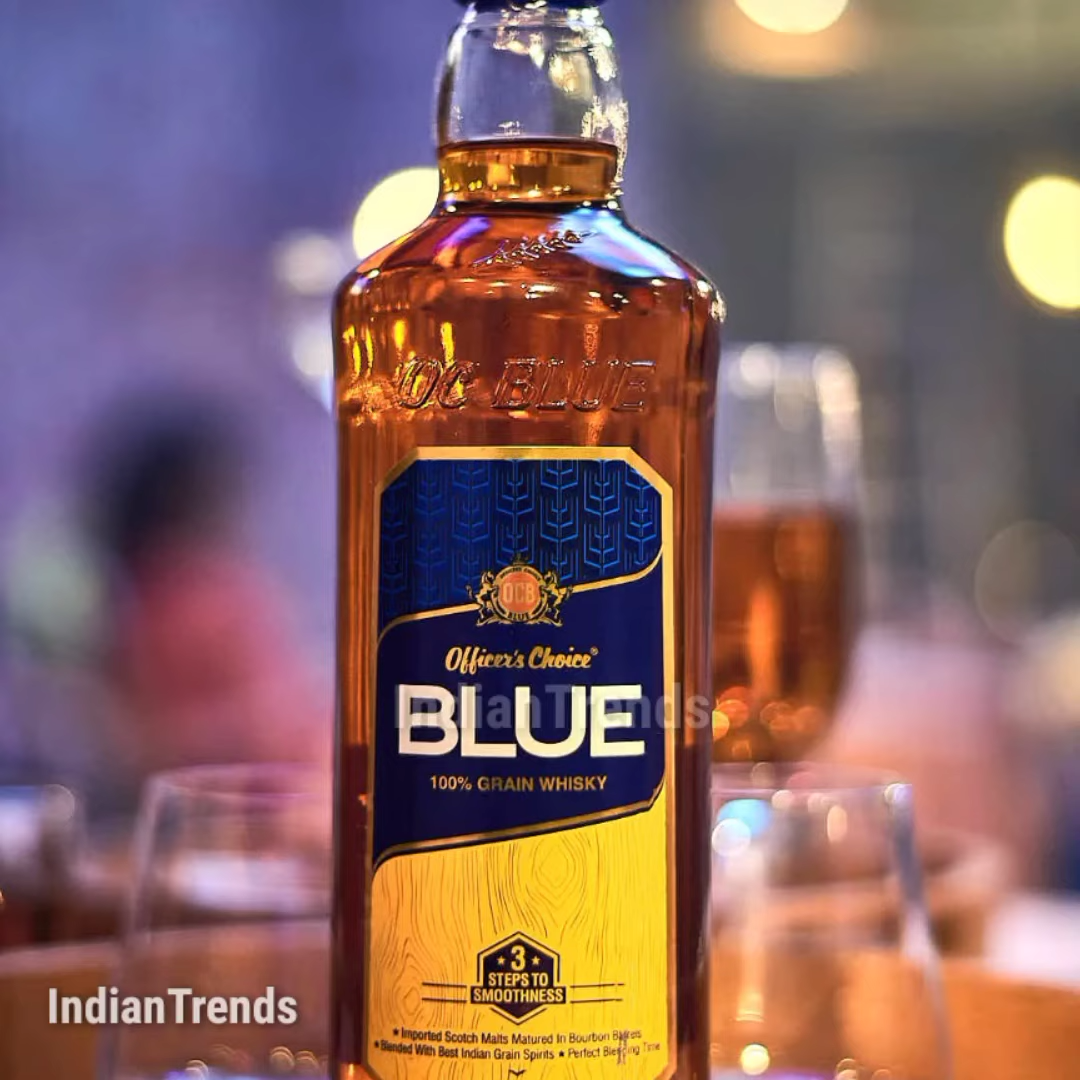 OC BLUE
OCB
BLUE
Officer's Choice®
BLUE
IndianTrends
100% GRAIN WHISKY
3
STEPS TO
SMOOTHNESS
IndianTrends
★ Imported Scotch Malts Matured In Bourbon Barrels
★ Blended With Best Indian Grain Spirits ★ Perfect Blending Time